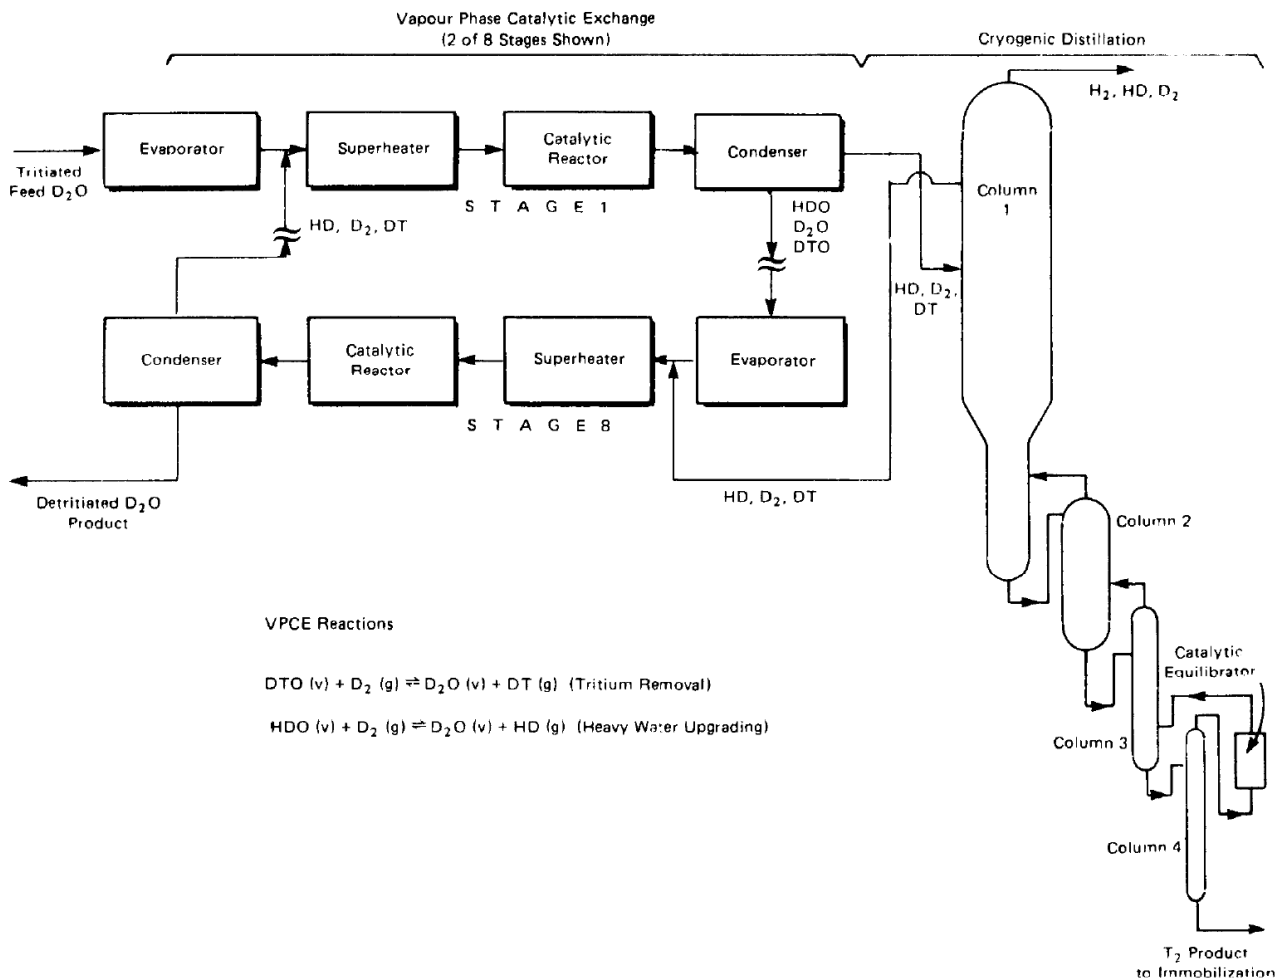 Vapour Phase Catalytic Exchange
(2 of 8 Stages Shown)
Cryogenic Distillation
H₂, HD, D₂
Evaporator
Superheater
Catalytic
Reactor
Condenser
Tritiated
Feed D₂O
S T A G E 1
HD, D₂, DT
HDO
D₂O
DTO
Column
1
HD, D₂,
DT
Condenser
Catalytic
Reactor
Superheater
Evaporator
S T A G E 8
Detritiated D₂O
Product
HD, D₂, DT
Column 2
VPCE Reactions
DTO (v) + D₂ (g) ⇌ D₂O (v) + DT (g) (Tritium Removal)
HDO (v) + D₂ (g) ⇌ D₂O (v) + HD (g) (Heavy Water Upgrading)
Catalytic
Equilibrator
Column 3
Column 4
T₂ Product
to Immobilization